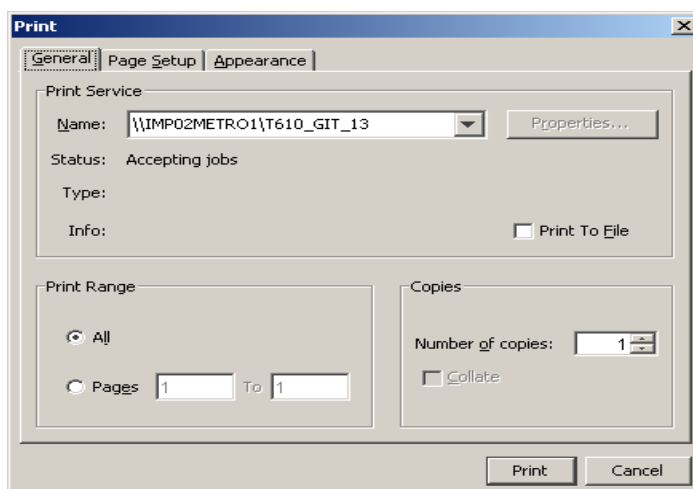 Print
General Page Setup Appearance
Print Service
Name: \\IMP02METRO1\T610_GIT_13 Properties...
Status: Accepting jobs
Type:
Info: Print To File
Print Range Copies
All
Number of copies: 1
Pages 1 To 1 Collate
Print Cancel